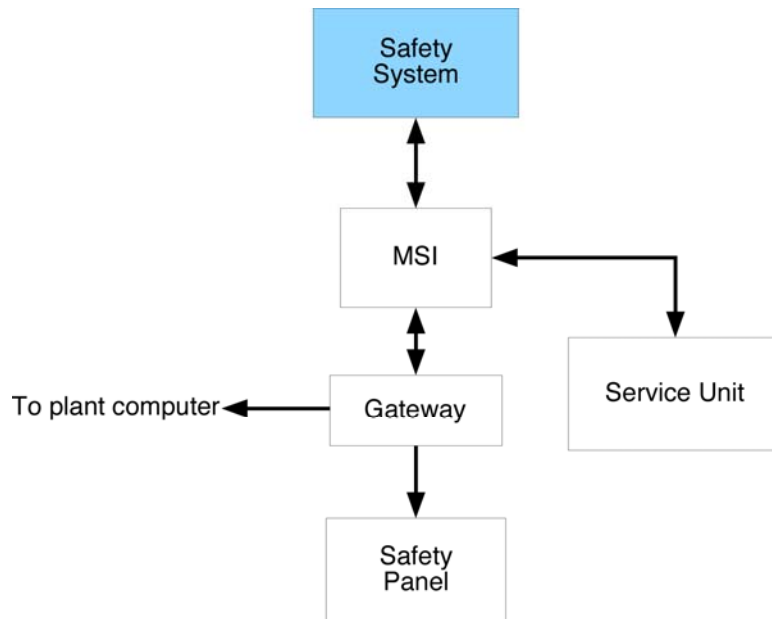 Safety
System
MSI
Service Unit
To plant computer
Gateway
Safety
Panel